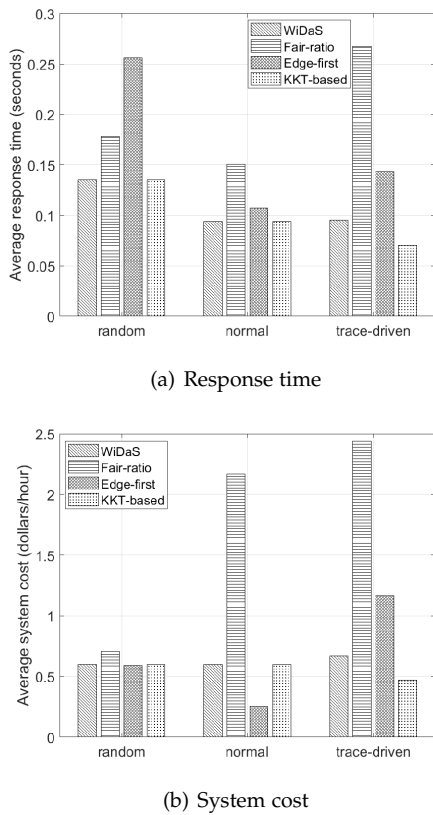 0.3
0.25
0.2
0.15
0.1
0.05
0
Average response time (seconds)
WiDaS
Fair-ratio
Edge-first
KKT-based
random normal trace-driven
(a) Response time
2.5
2
1.5
1
0.5
0
Average system cost (dollars/hour)
WiDaS
Fair-ratio
Edge-first
KKT-based
random normal trace-driven
(b) System cost